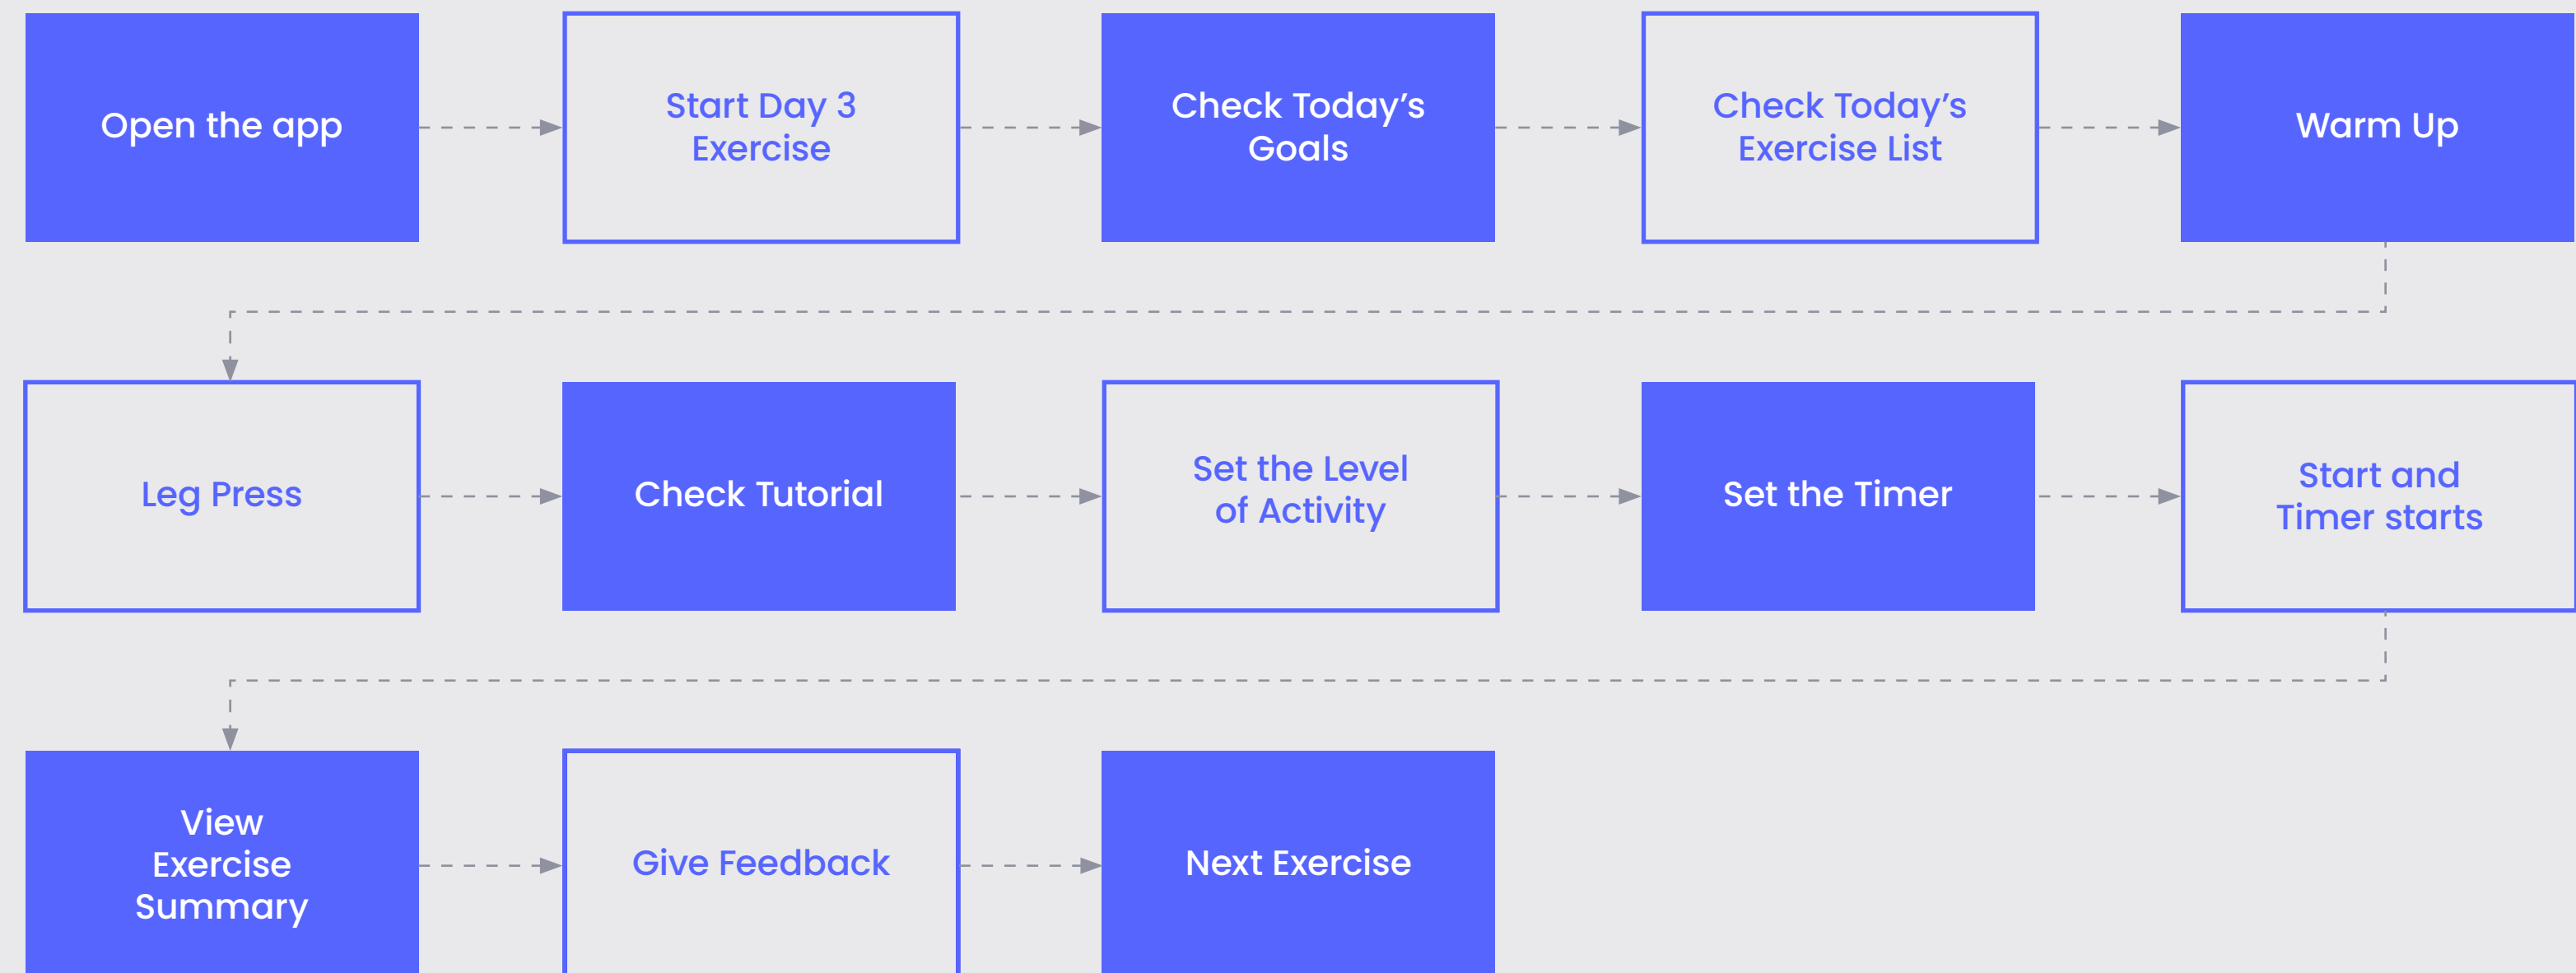 Open the app
Start Day 3
Exercise
Check Today’s
Goals
Check Today’s
Exercise List
Warm Up
Leg Press
Check Tutorial
Set the Level
of Activity
Set the Timer
Start and
Timer starts
View
Exercise
Summary
Give Feedback
Next Exercise